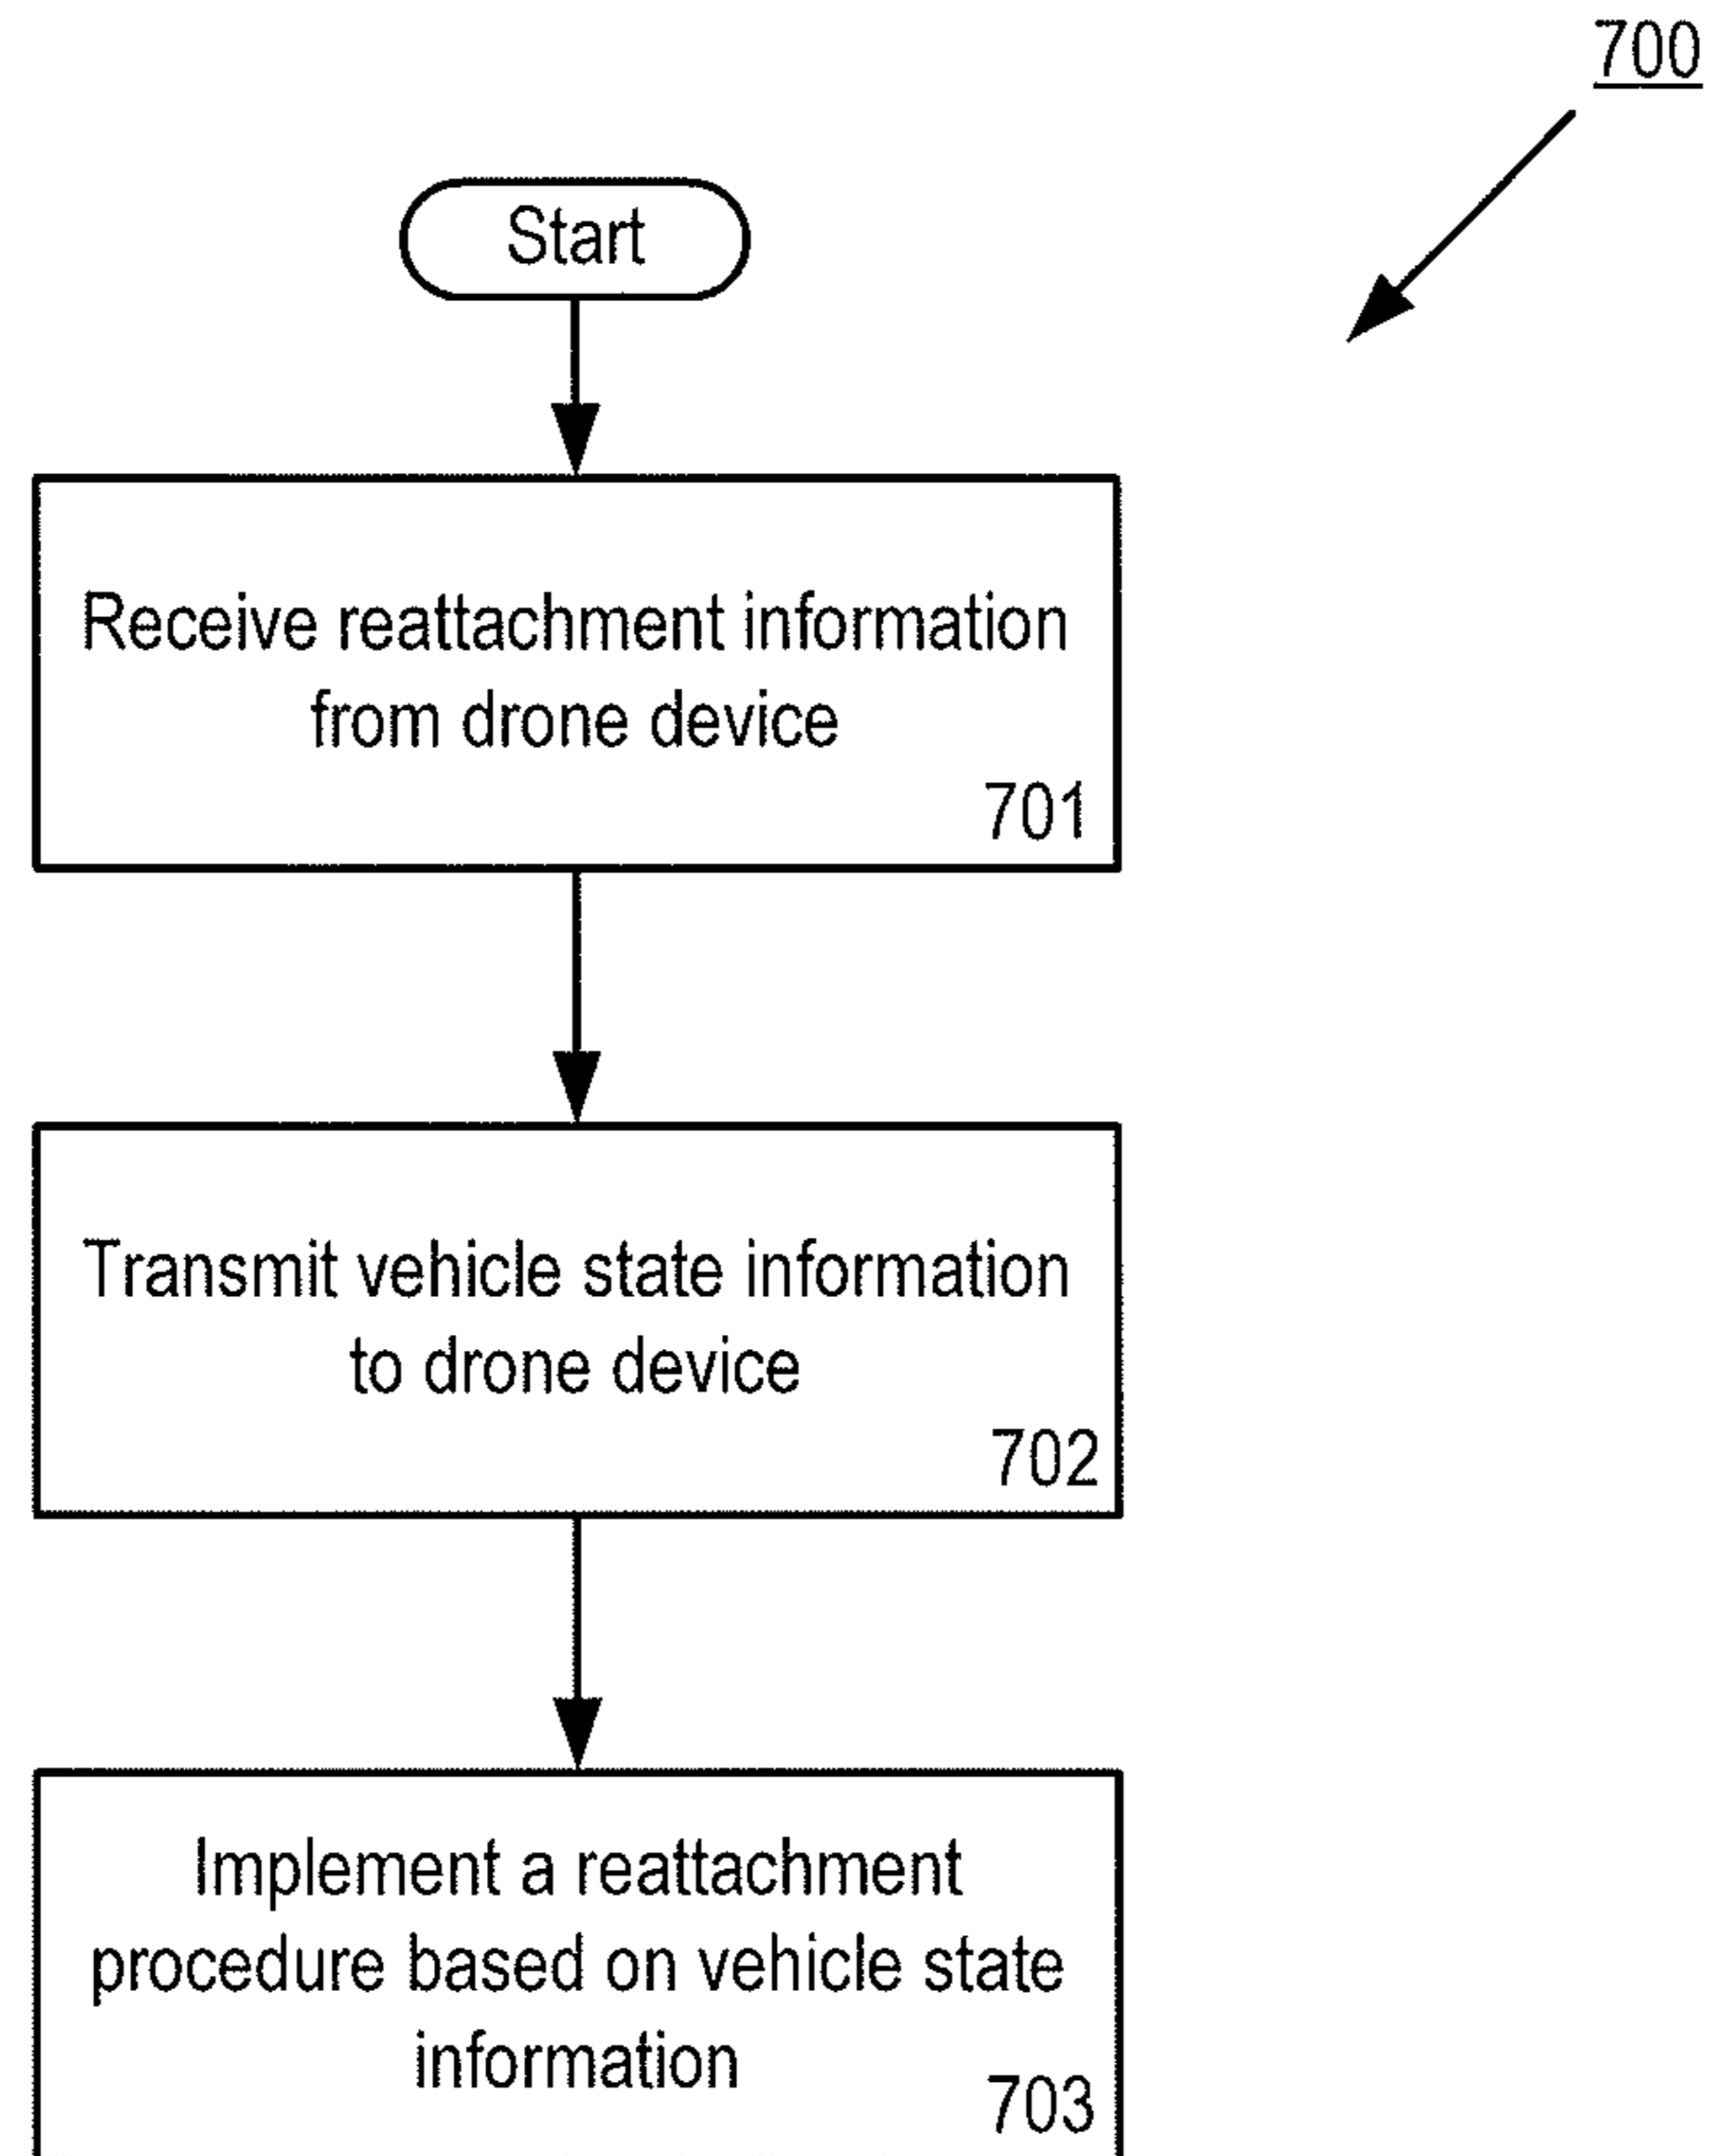 700
Start
Receive reattachment information
from drone device
701
Transmit vehicle state information
to drone device
702
Implement a reattachment
procedure based on vehicle state
information
703